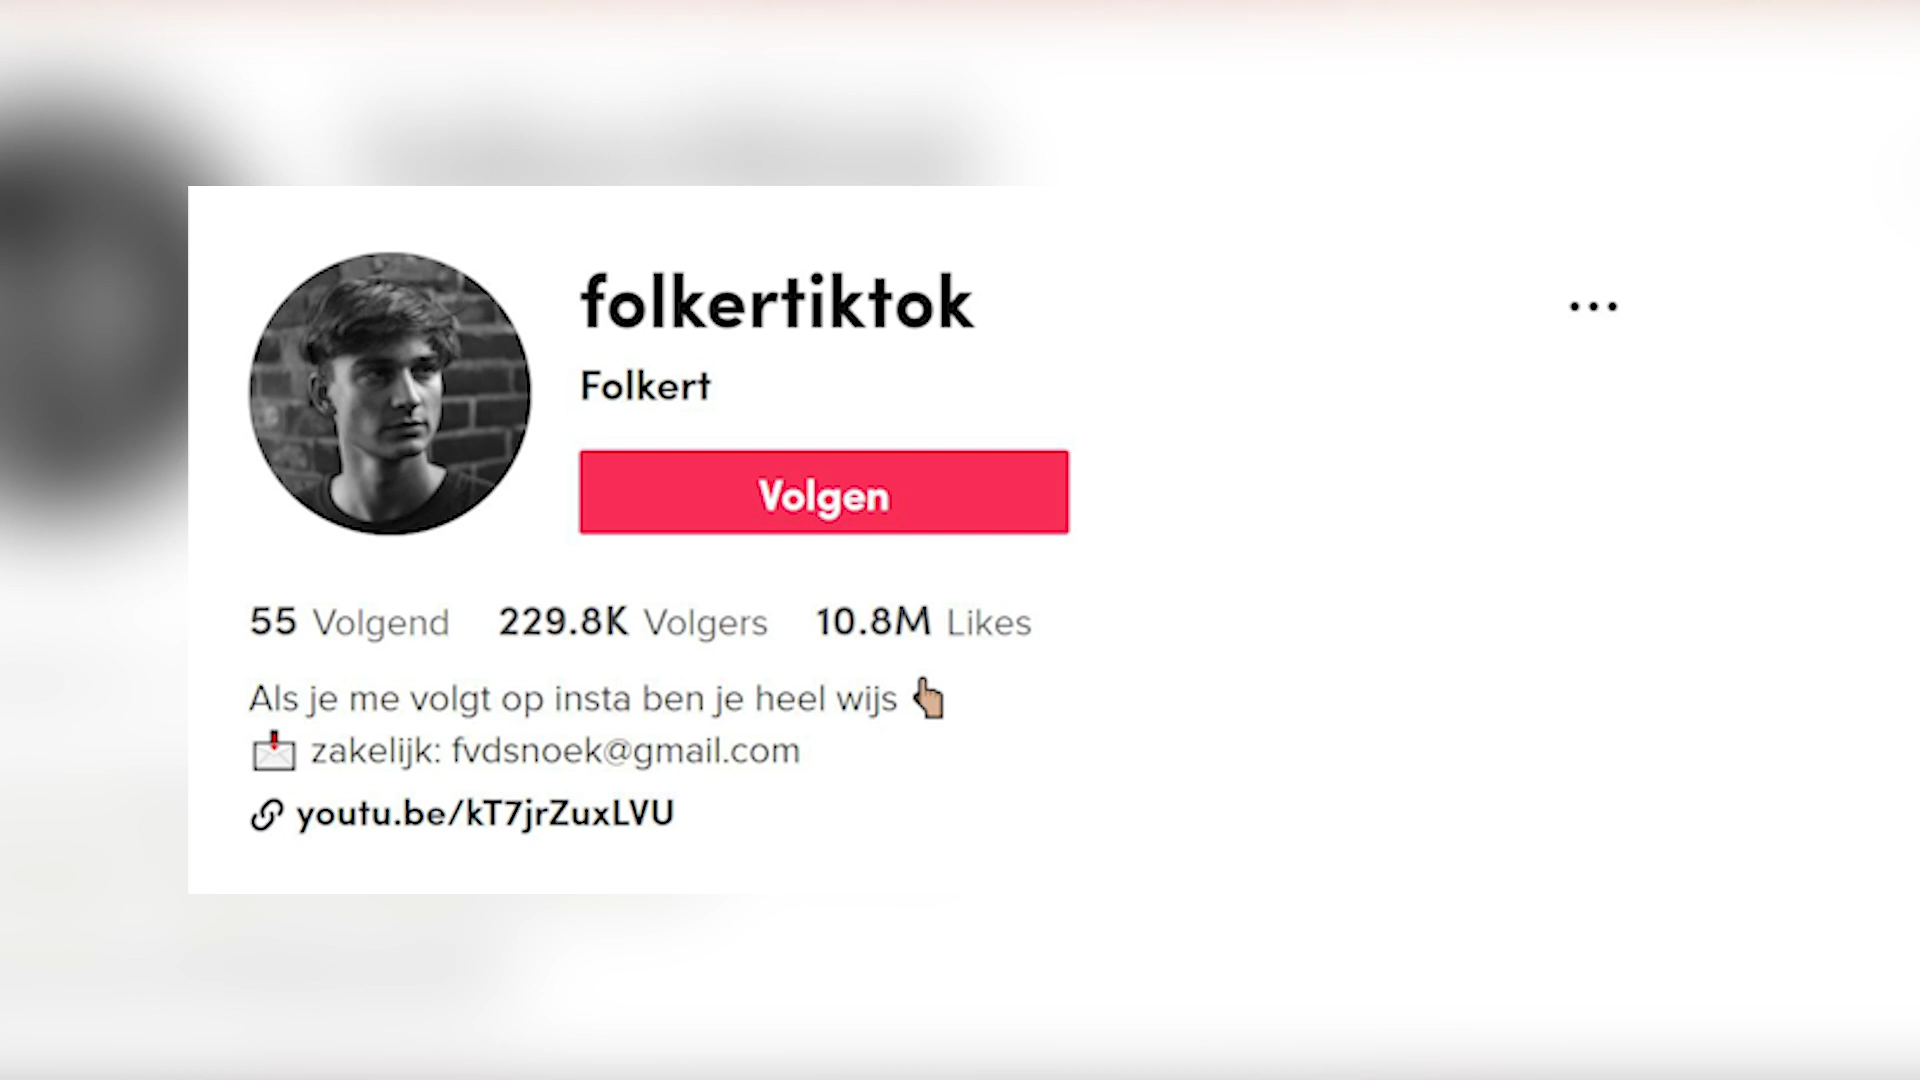 folkertiktok
...
Folkert
Volgen
55 Volgend 229.8K Volgers 10.8M Likes
Als je me volgt op insta ben je heel wijs 👆🏽
📩 zakelijk: fvdsnoek@gmail.com
youtu.be/kT7jrZuxLVU